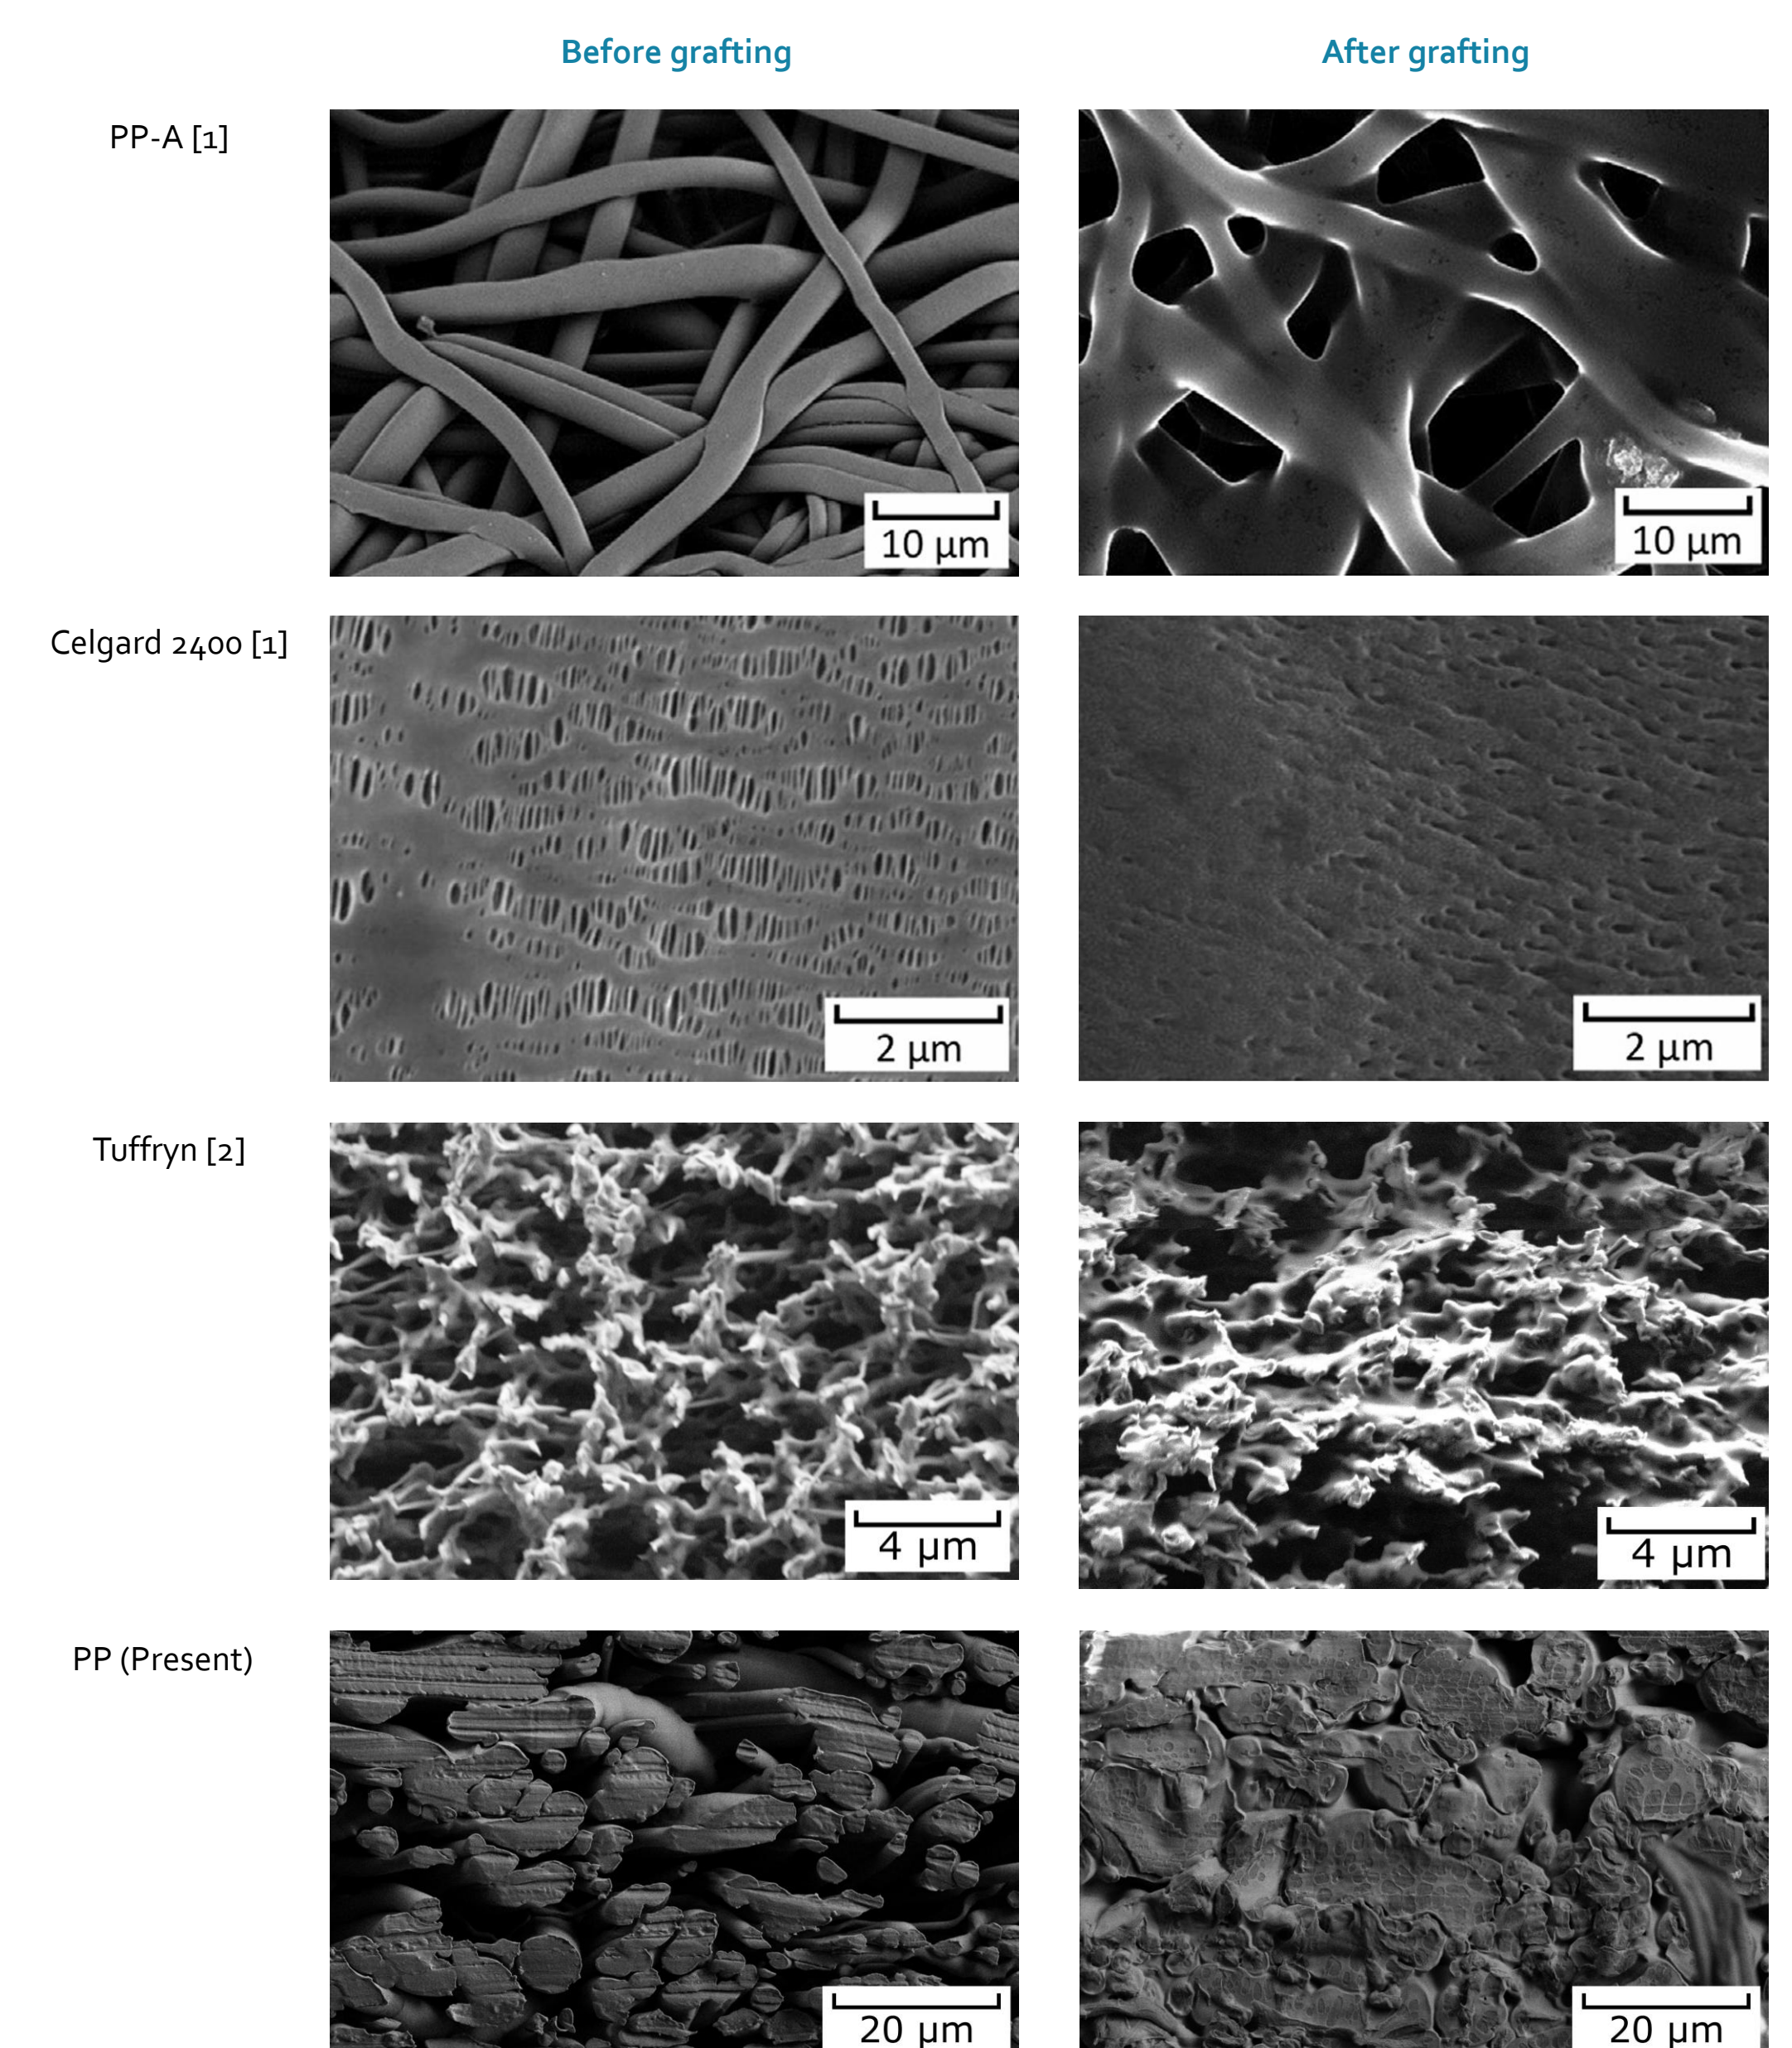 Before grafting
After grafting
PP-A [1]
10 µm
10 µm
Celgard 2400 [1]
2 µm
2 µm
Tuffryn [2]
4 µm
4 µm
PP (Present)
20 µm
20 µm